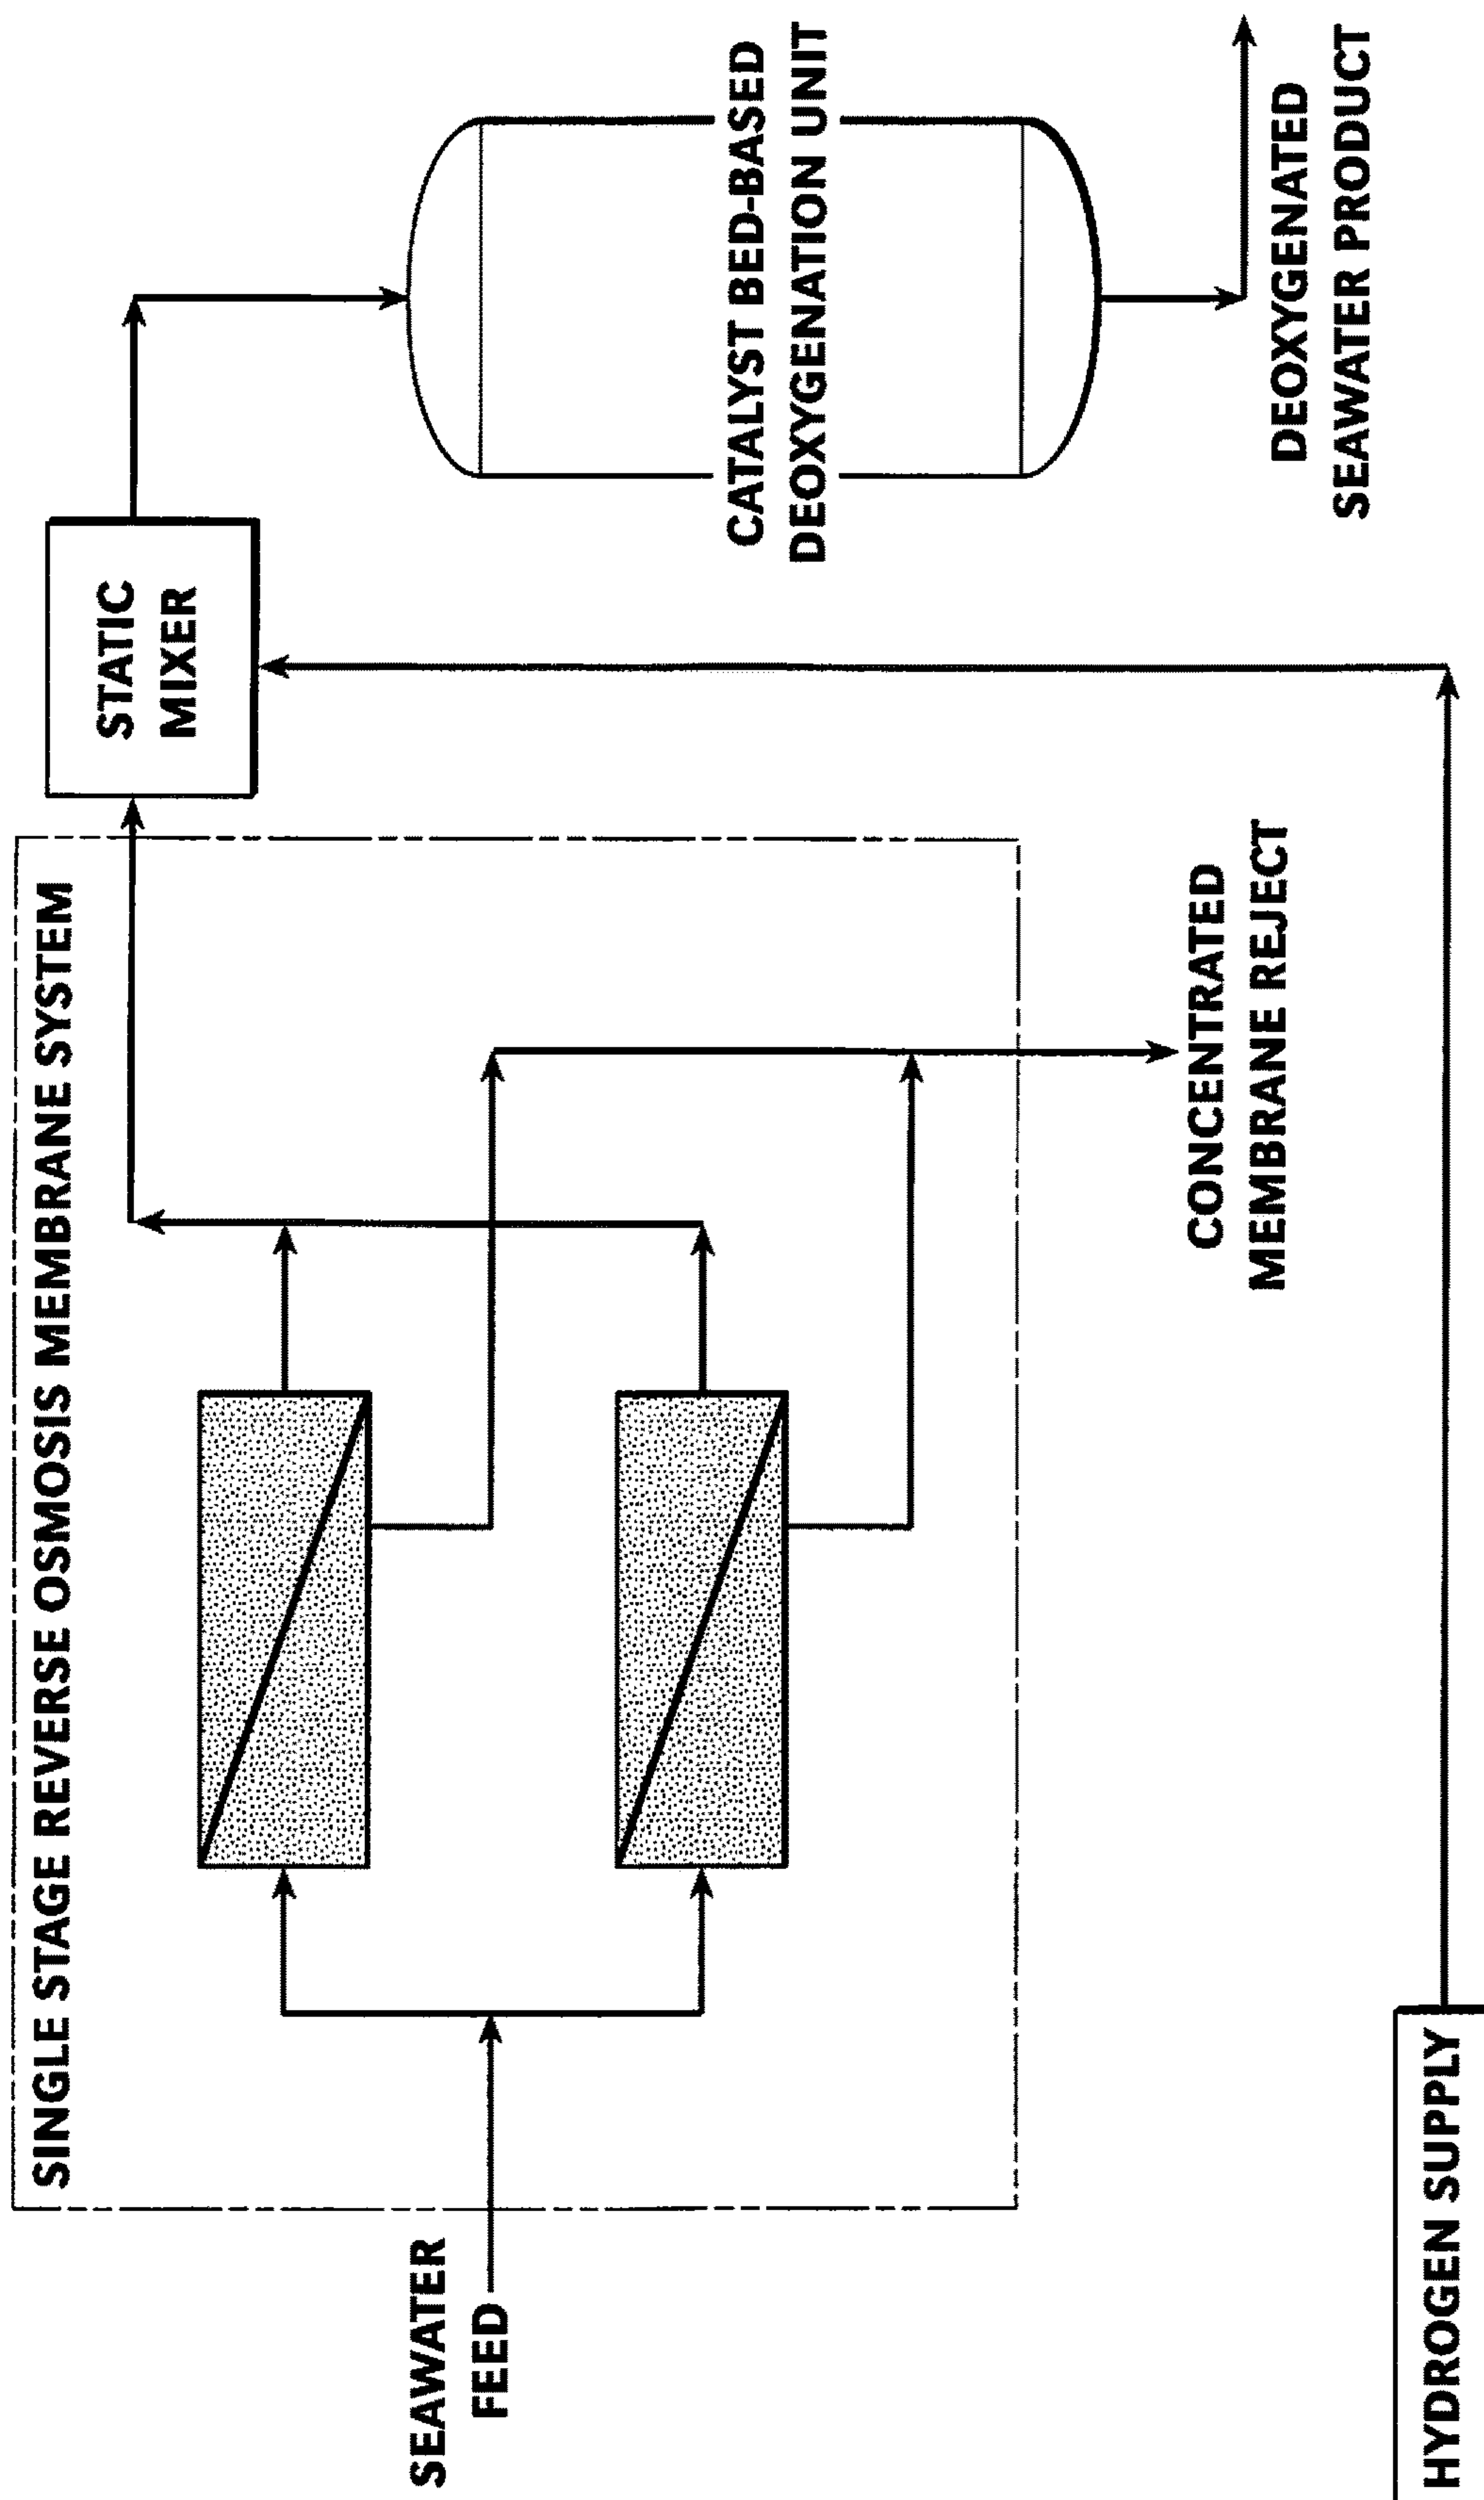 SINGLE STAGE REVERSE OSMOSIS MEMBRANE SYSTEM
STATIC
MIXER
SEAWATER
FEED
CATALYST BED-BASED
DEOXYGENATION UNIT
CONCENTRATED
MEMBRANE REJECT
DEOXYGENATED
SEAWATER PRODUCT
HYDROGEN SUPPLY